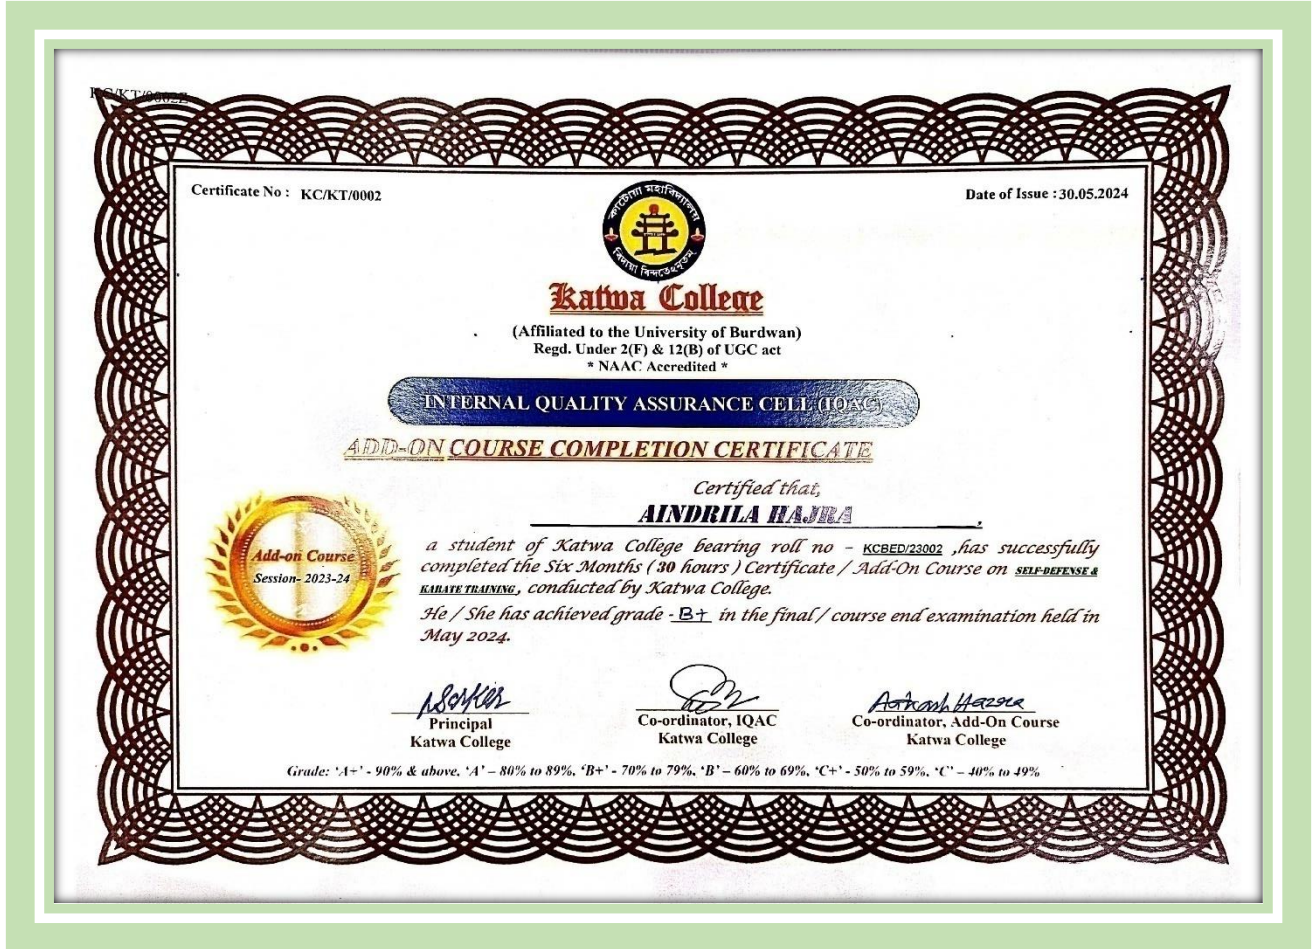 Certificate No : KC/KT/0002
Date of Issue :30.05.2024
কাটোয়া মহাবিদ্যালয়
Katwa College
(Affiliated to the University of Burdwan)
Regd. Under 2(F) & 12(B) of UGC act
* NAAC Accredited *
INTERNAL QUALITY ASSURANCE CELL (IQAC)
ADD-ON COURSE COMPLETION CERTIFICATE
Certified that,
AINDRILA HAJRA ,
Add-on Course
Session- 2023-24
a student of Katwa College bearing roll no – KCBED/23002 ,has successfully
completed the Six Months ( 30 hours ) Certificate / Add-On Course on SELF-DEFENSE &
KARATE TRAINING , conducted by Katwa College.
He / She has achieved grade - B+ in the final / course end examination held in
May 2024.
Principal
Katwa College
Co-ordinator, IQAC
Katwa College
Co-ordinator, Add-On Course
Katwa College
Grade: ‘A+’ - 90% & above, ‘A’ – 80% to 89%, ‘B+’ - 70% to 79%, ‘B’ – 60% to 69%, ‘C+’ - 50% to 59%, ‘C’ – 40% to 49%